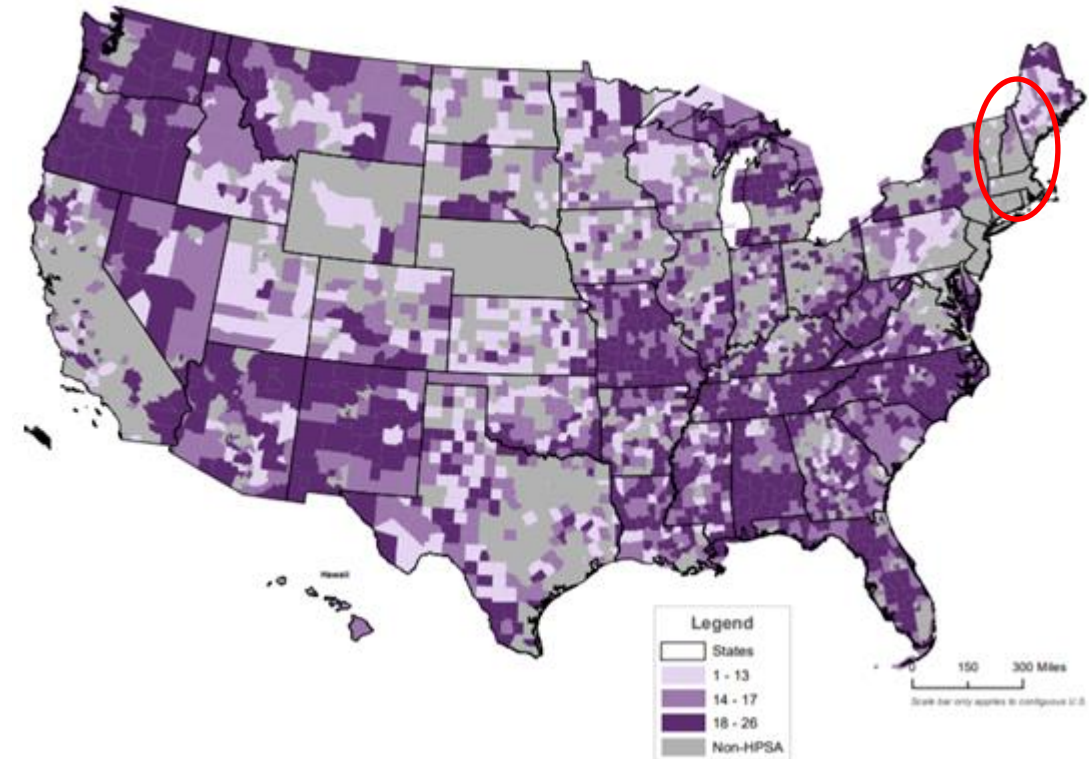 Hawaii
Legend
States
1 - 13
14 - 17
18 - 26
Non-HPSA
0 150 300 Miles
Scale bar only applies to contiguous U.S.